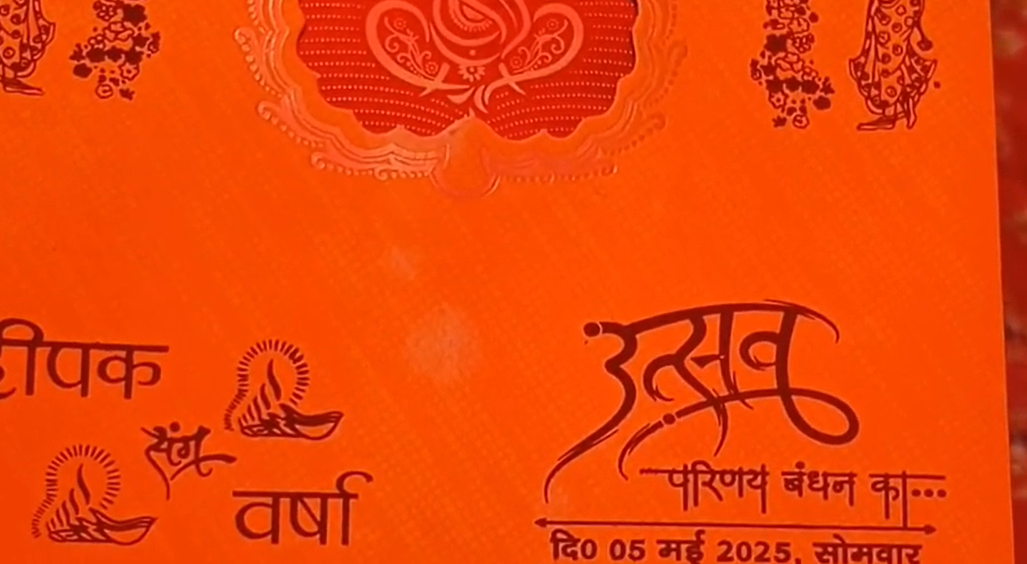 दीपक
संग
वर्षा
उत्सव
परिणय बंधन का...
दि0 05 मई 2025, सोमवार